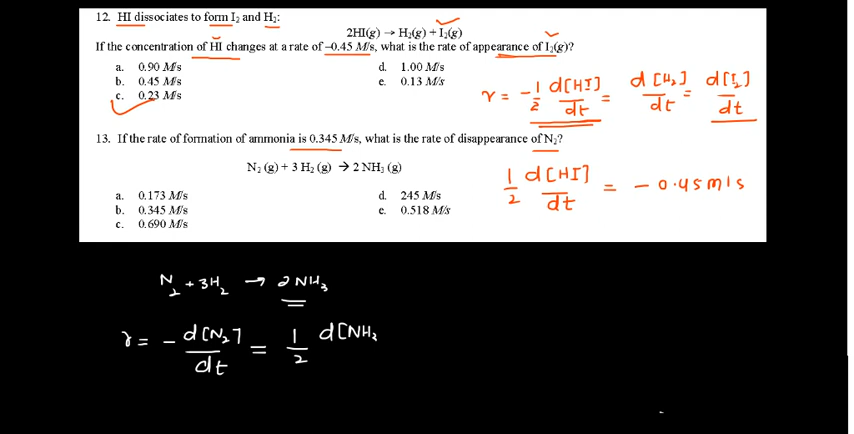 12. HI dissociates to form I₂ and H₂:
2HI(g) → H₂(g) + I₂(g)
If the concentration of HI changes at a rate of –0.45 M/s, what is the rate of appearance of I₂(g)?
a. 0.90 M/s d. 1.00 M/s
b. 0.45 M/s e. 0.13 M/s
c. 0.23 M/s
r = -1/2 d[HI]/dt = d[H₂]/dt = d[I₂]/dt
13. If the rate of formation of ammonia is 0.345 M/s, what is the rate of disappearance of N₂?
N₂ (g) + 3 H₂ (g) → 2 NH₃ (g)
1/2 d[HI]/dt = - 0.45 m/s
a. 0.173 M/s d. 245 M/s
b. 0.345 M/s e. 0.518 M/s
c. 0.690 M/s
N₂ + 3H₂ → 2NH₃
r = - d[N₂]/dt = 1/2 d[NH₃